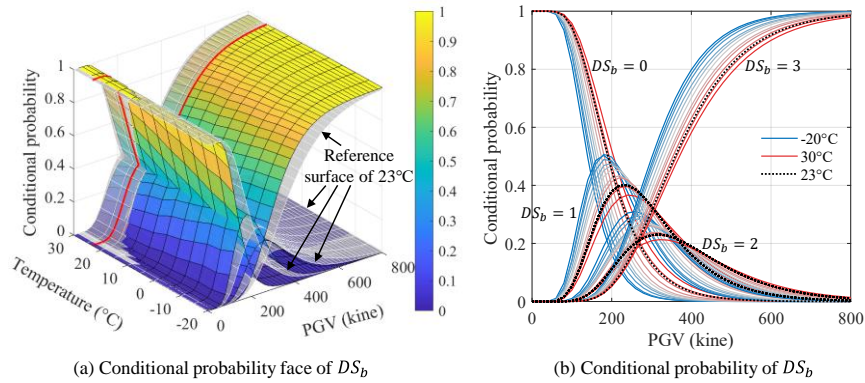 Conditional probability
1
0.8
0.6
0.4
0.2
0
30
20
10
0
-10
-20
Temperature (°C)
0
200
400
600
800
PGV (kine)
Reference
surface of 23°C
1
0.9
0.8
0.7
0.6
0.5
0.4
0.3
0.2
0.1
0
(a) Conditional probability face of DS_b
Conditional probability
1
0.8
0.6
0.4
0.2
0
0
200
400
600
800
PGV (kine)
DS_b = 0
DS_b = 3
DS_b = 1
DS_b = 2
-20°C
30°C
23°C
(b) Conditional probability of DS_b